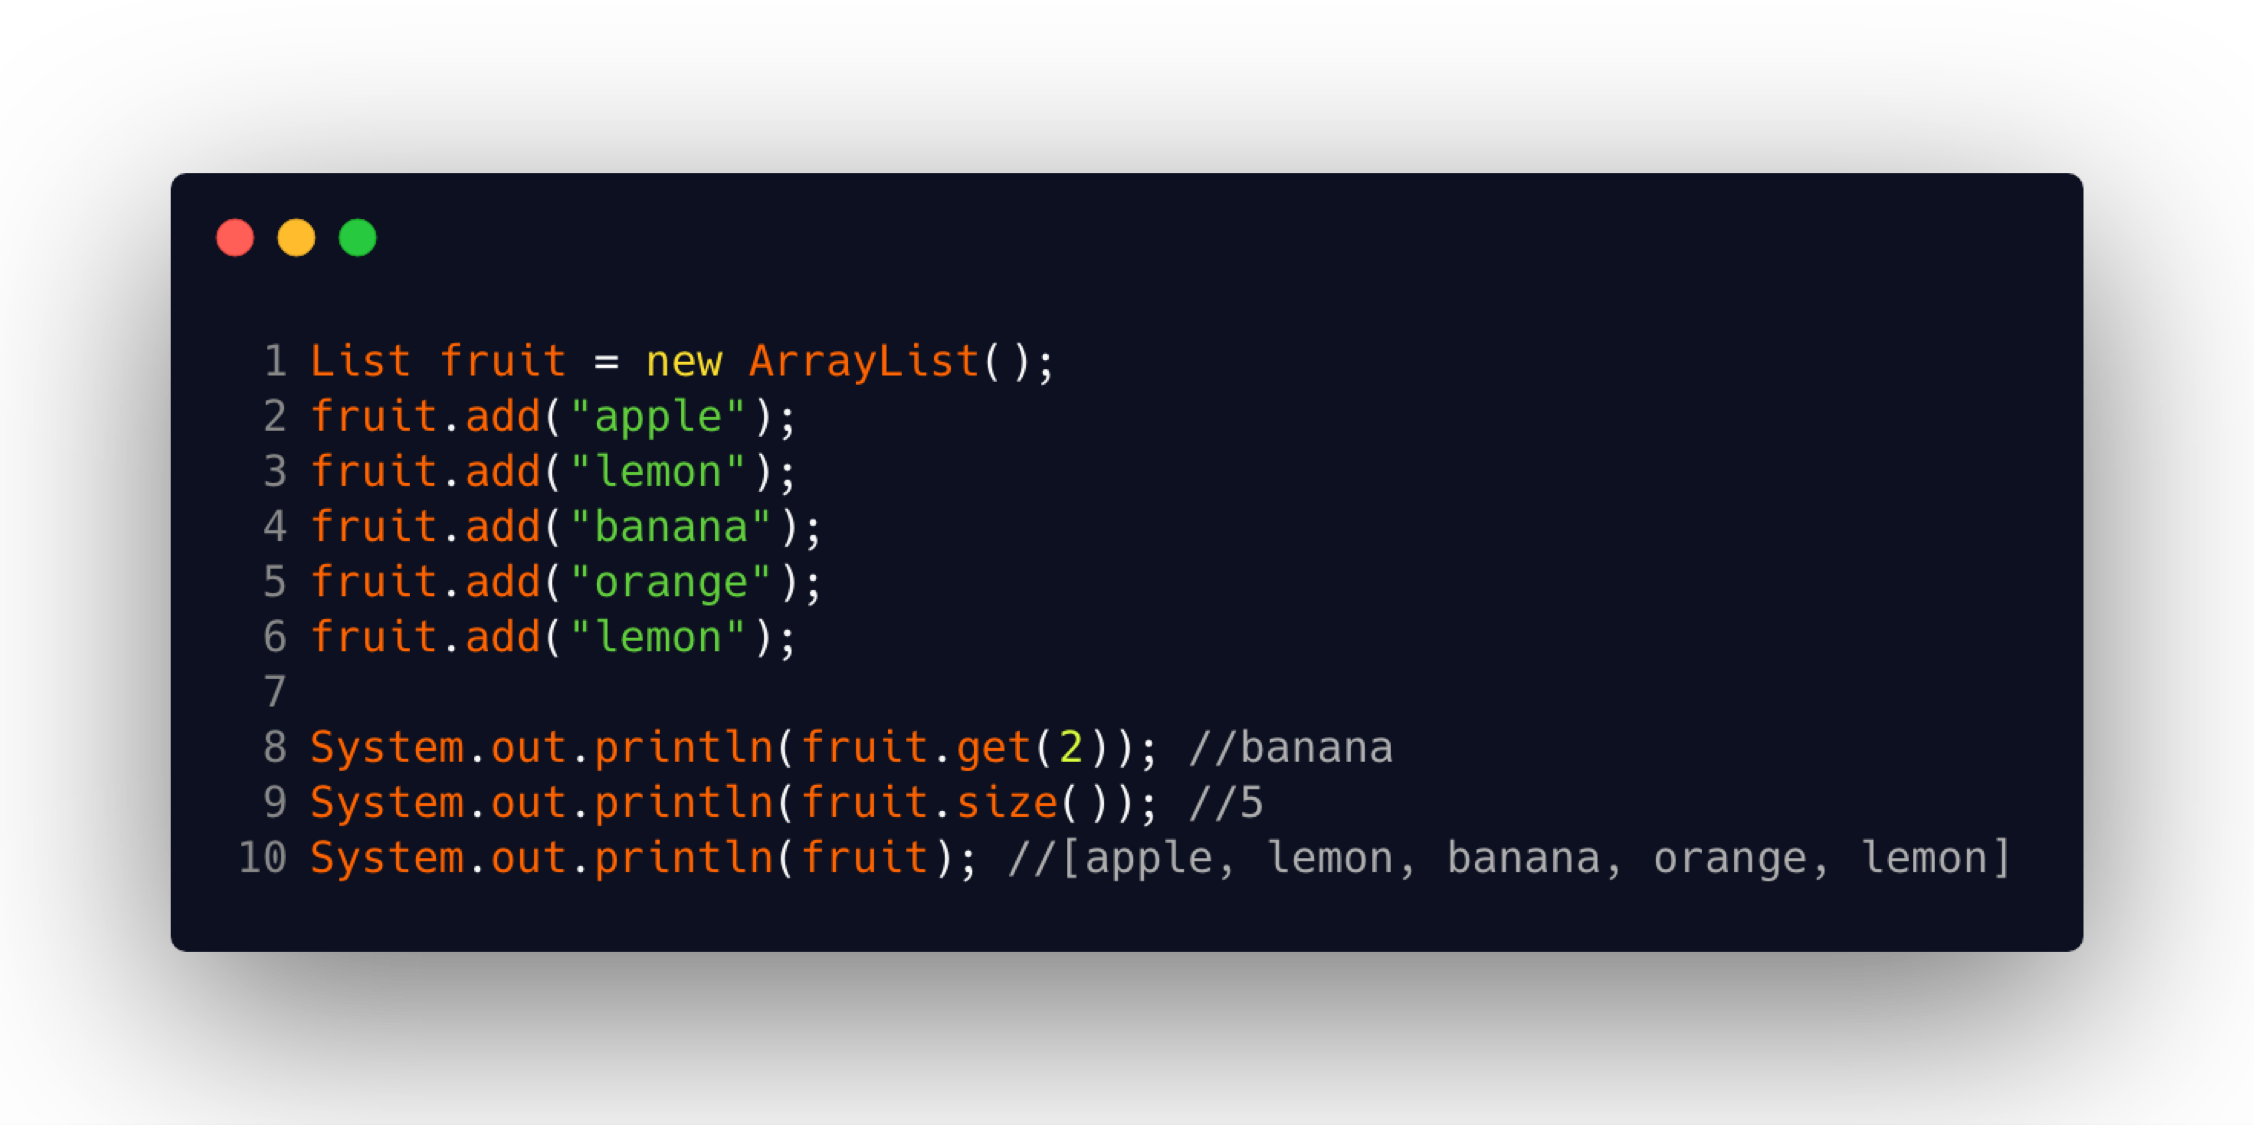 1 List fruit = new ArrayList();
2 fruit.add("apple");
3 fruit.add("lemon");
4 fruit.add("banana");
5 fruit.add("orange");
6 fruit.add("lemon");
7
8 System.out.println(fruit.get(2)); //banana
9 System.out.println(fruit.size()); //5
10 System.out.println(fruit); //[apple, lemon, banana, orange, lemon]